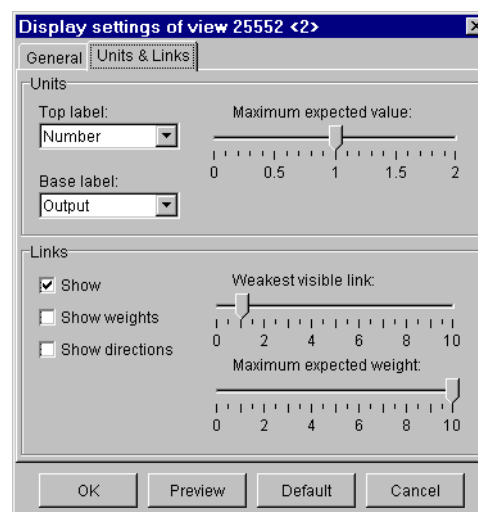 Display settings of view 25552 <2>
General Units & Links
Units
Top label:
Number
Maximum expected value:
0 0.5 1 1.5 2
Base label:
Output
Links
Show
Show weights
Show directions
Weakest visible link:
0 2 4 6 8 10
Maximum expected weight:
0 2 4 6 8 10
OK Preview Default Cancel